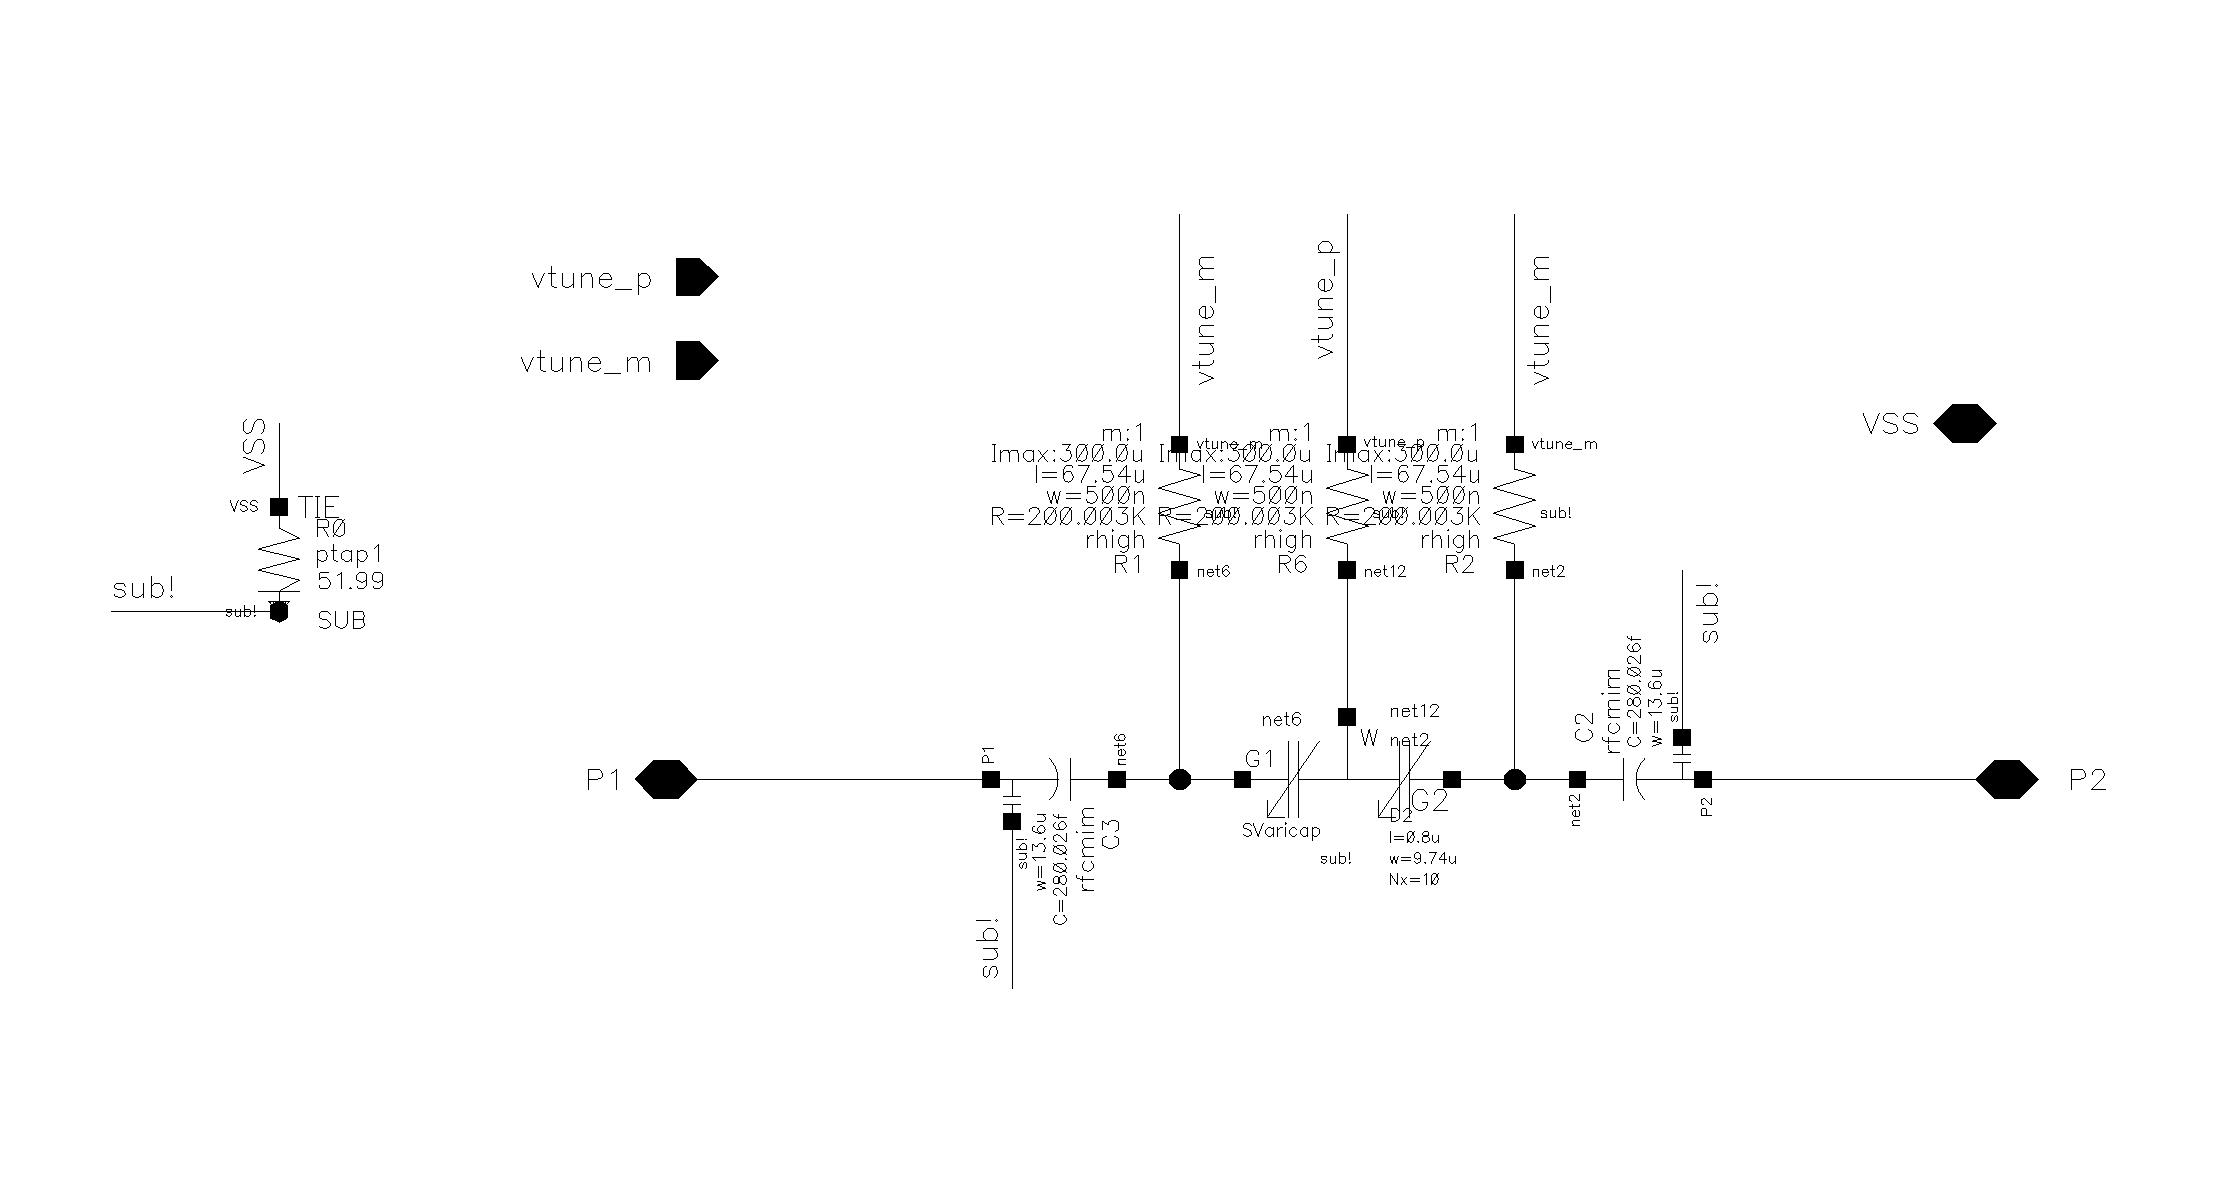 vtune_p
vtune_m
VSS
VSS
TIE
R0
ptap1
51.99
sub!
sub!
SUB
vtune_m
vtune_p
vtune_m
m:1
vtune_m
Imax:300.0u
l=67.54u
w=500n
R=200.003K
sub!
rhigh
R1
net6
m:1
vtune_p
Imax:300.0u
l=67.54u
w=500n
R=200.003K
sub!
rhigh
R6
net12
m:1
vtune_m
Imax:300.0u
l=67.54u
w=500n
R=200.003K
sub!
rhigh
R2
net2
VSS
P1
P1
sub!
w=13.6u
C=280.026f
rfcmim
C3
net6
sub!
net6
G1
SVaricap
W
net12
net2
G2
D2
l=0.8u
w=9.74u
Nx=10
sub!
net2
C2
rfcmim
C=280.026f
w=13.6u
sub!
sub!
P2
P2